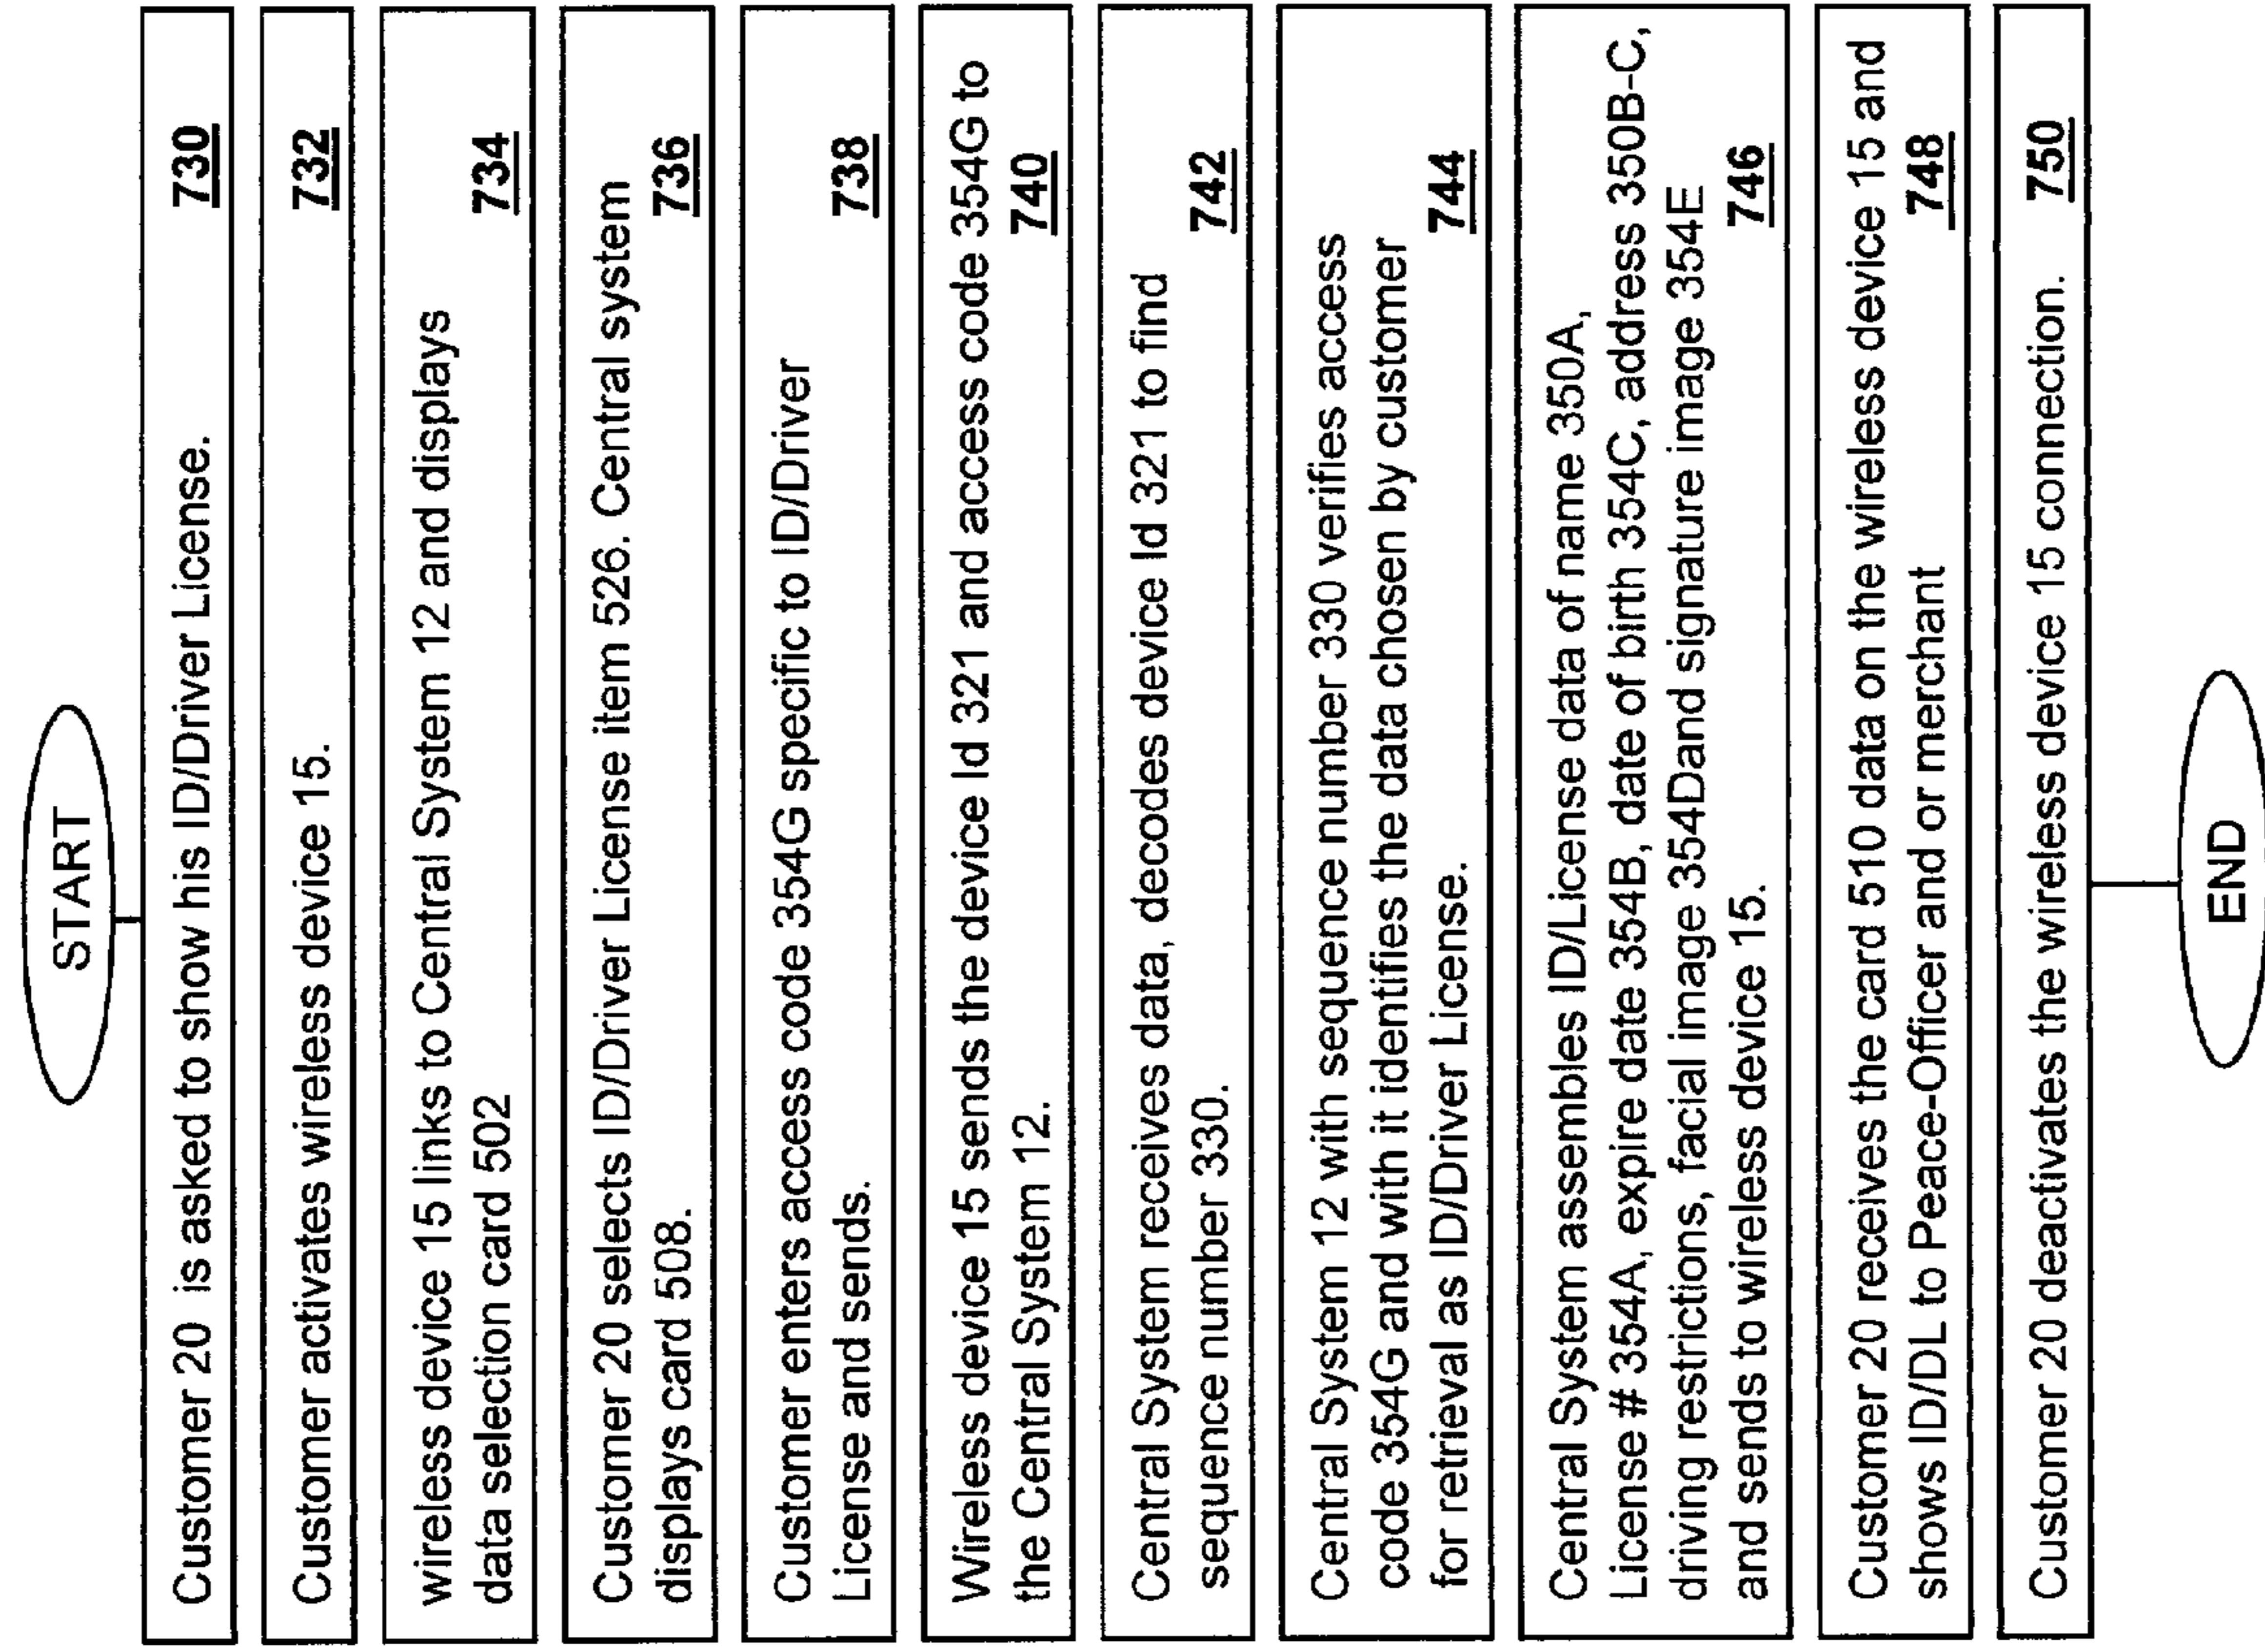 START
Customer 20 is asked to show his ID/Driver License.
730
Customer activates wireless device 15.
732
wireless device 15 links to Central System 12 and displays
data selection card 502
734
Customer 20 selects ID/Driver License item 526. Central system
displays card 508.
736
Customer enters access code 354G specific to ID/Driver
License and sends.
738
Wireless device 15 sends the device Id 321 and access code 354G to
the Central System 12.
740
Central System receives data, decodes device Id 321 to find
sequence number 330.
742
Central System 12 with sequence number 330 verifies access
code 354G and with it identifies the data chosen by customer
for retrieval as ID/Driver License.
744
Central System assembles ID/License data of name 350A,
License # 354A, expire date 354B, date of birth 354C, address 350B-C,
driving restrictions, facial image 354Dand signature image 354E
and sends to wireless device 15.
746
Customer 20 receives the card 510 data on the wireless device 15 and
shows ID/DL to Peace-Officer and or merchant
748
Customer 20 deactivates the wireless device 15 connection.
750
END